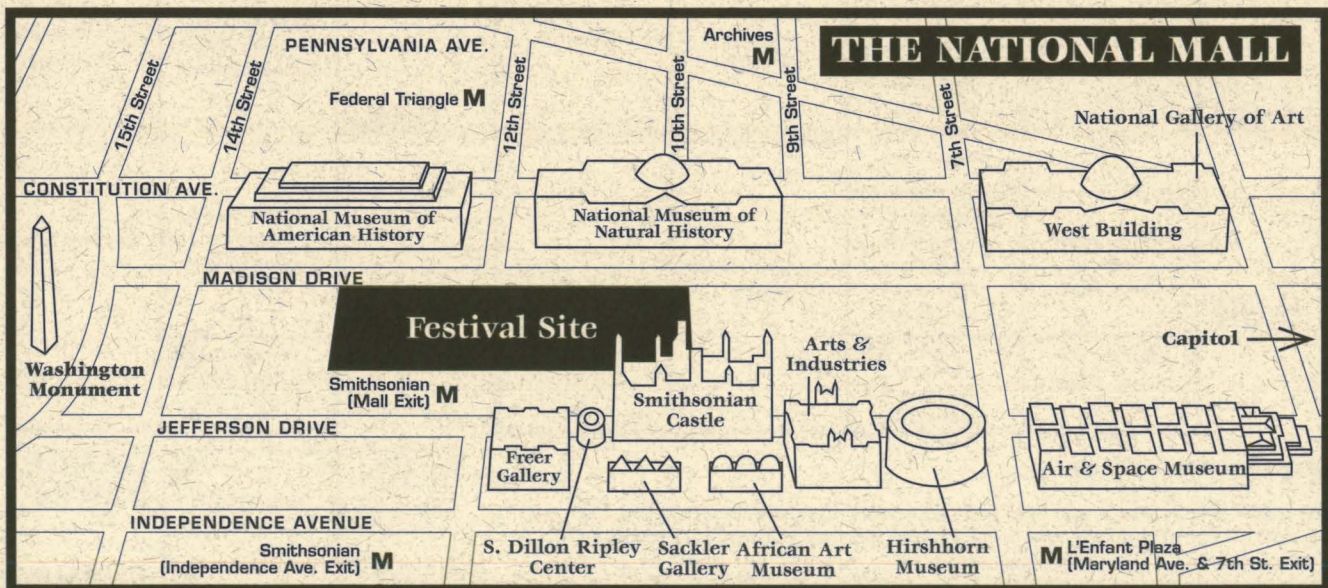 THE NATIONAL MALL
PENNSYLVANIA AVE.
Archives
M
Federal Triangle M
15th Street
14th Street
12th Street
10th Street
9th Street
7th Street
National Gallery of Art
CONSTITUTION AVE.
National Museum of
American History
National Museum of
Natural History
West Building
MADISON DRIVE
Festival Site
Capitol
Washington
Monument
Smithsonian
(Mall Exit) M
Arts &
Industries
Smithsonian
Castle
JEFFERSON DRIVE
Freer
Gallery
Air & Space Museum
INDEPENDENCE AVENUE
Smithsonian
(Independence Ave. Exit) M
S. Dillon Ripley
Center
Sackler
Gallery
African Art
Museum
Hirshhorn
Museum
M L'Enfant Plaza
(Maryland Ave. & 7th St. Exit)